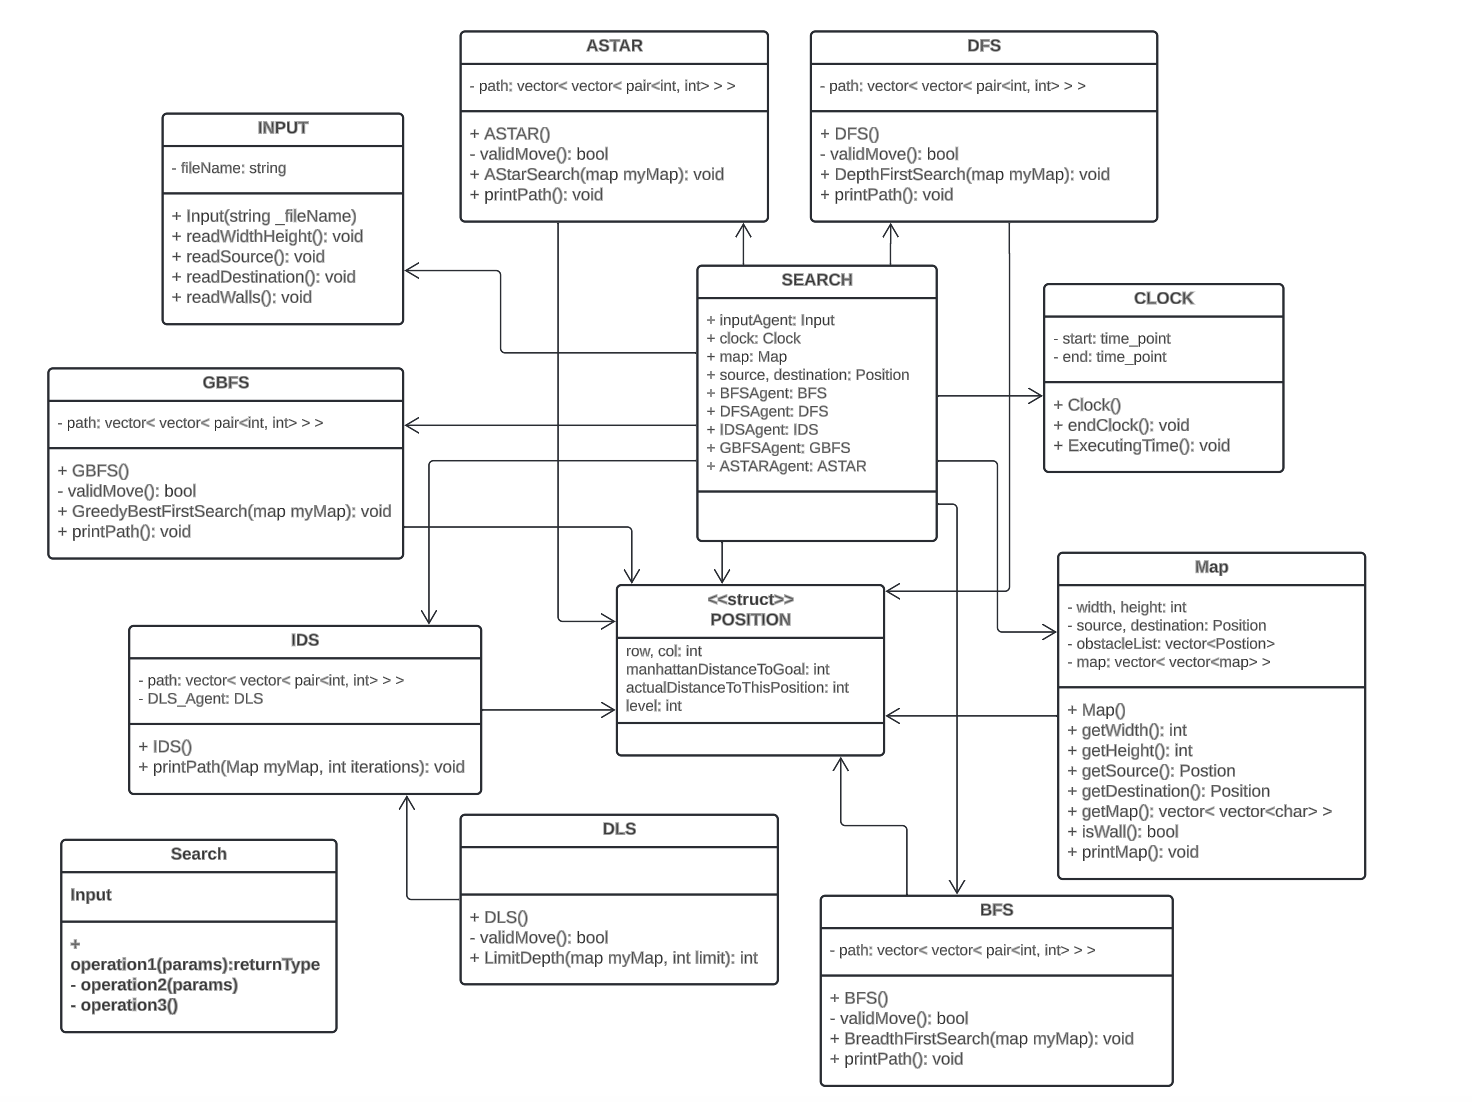 ASTAR
- path: vector< vector< pair<int, int> > >
+ ASTAR()
- validMove(): bool
+ AStarSearch(map myMap): void
+ printPath(): void
DFS
- path: vector< vector< pair<int, int> > >
+ DFS()
- validMove(): bool
+ DepthFirstSearch(map myMap): void
+ printPath(): void
INPUT
- fileName: string
+ Input(string _fileName)
+ readWidthHeight(): void
+ readSource(): void
+ readDestination(): void
+ readWalls(): void
SEARCH
+ inputAgent: Input
+ clock: Clock
+ map: Map
+ source, destination: Position
+ BFSAgent: BFS
+ DFSAgent: DFS
+ IDSAgent: IDS
+ GBFSAgent: GBFS
+ ASTARAgent: ASTAR
CLOCK
- start: time_point
- end: time_point
+ Clock()
+ endClock(): void
+ ExecutingTime(): void
GBFS
- path: vector< vector< pair<int, int> > >
+ GBFS()
- validMove(): bool
+ GreedyBestFirstSearch(map myMap): void
+ printPath(): void
<<struct>>
POSITION
row, col: int
manhattanDistanceToGoal: int
actualDistanceToThisPosition: int
level: int
Map
- width, height: int
- source, destination: Position
- obstacleList: vector<Postion>
- map: vector< vector<map> >
+ Map()
+ getWidth(): int
+ getHeight(): int
+ getSource(): Postion
+ getDestination(): Position
+ getMap(): vector< vector<char> >
+ isWall(): bool
+ printMap(): void
IDS
- path: vector< vector< pair<int, int> > >
- DLS_Agent: DLS
+ IDS()
+ printPath(Map myMap, int iterations): void
DLS
+ DLS()
- validMove(): bool
+ LimitDepth(map myMap, int limit): int
Search
Input
+
operation1(params):returnType
- operation2(params)
- operation3()
BFS
- path: vector< vector< pair<int, int> > >
+ BFS()
- validMove(): bool
+ BreadthFirstSearch(map myMap): void
+ printPath(): void